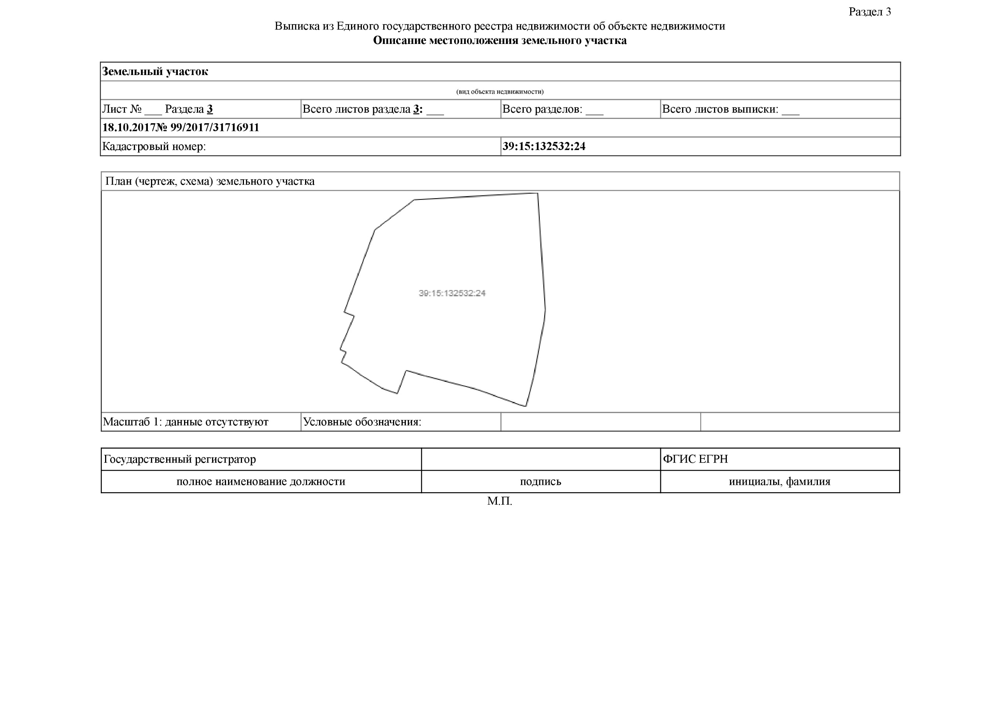 Раздел 3
Выписка из Единого государственного реестра недвижимости об объекте недвижимости
Описание местоположения земельного участка
Земельный участок
(вид объекта недвижимости)
Лист № ___ Раздела 3 Всего листов раздела 3: ___ Всего разделов: ___ Всего листов выписки: ___
18.10.2017№ 99/2017/31716911
Кадастровый номер: 39:15:132532:24
План (чертеж, схема) земельного участка
39:15:132532:24
Масштаб 1: данные отсутствуют Условные обозначения:
Государственный регистратор ФГИС ЕГРН
полное наименование должности подпись инициалы, фамилия
М.П.